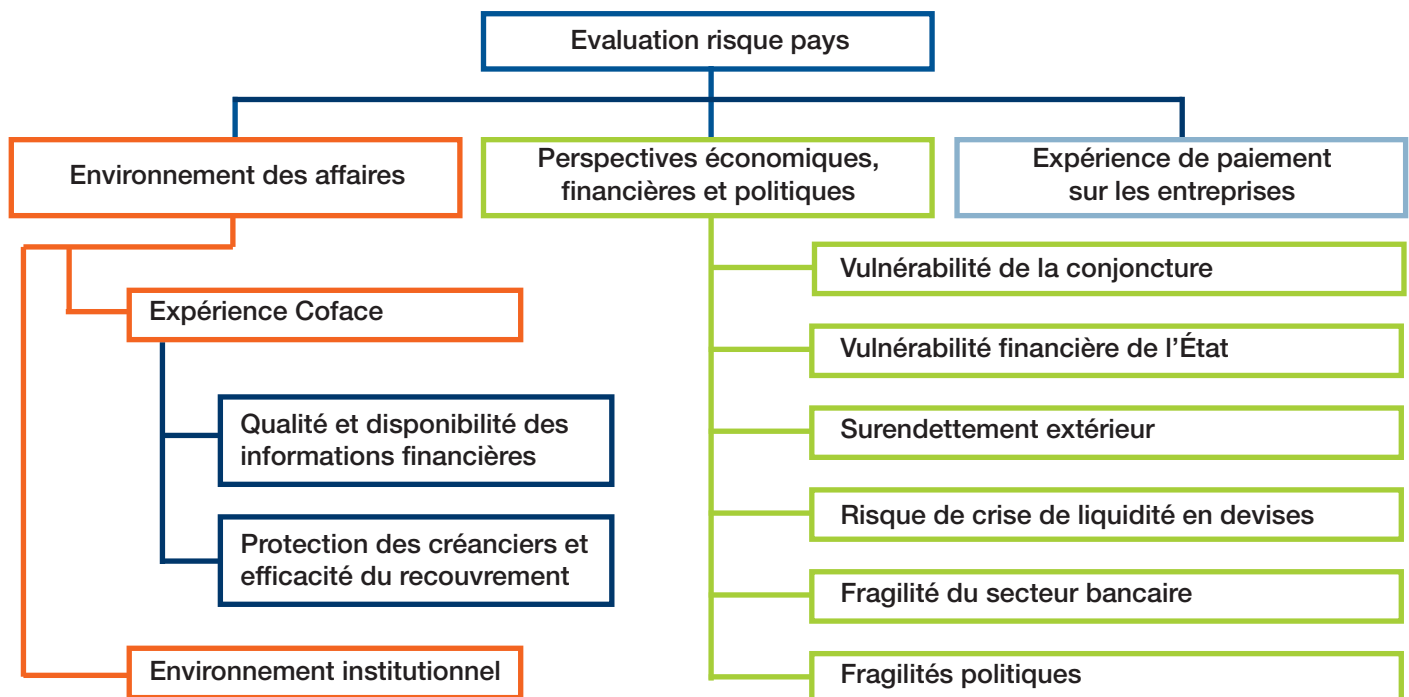 Evaluation risque pays
Environnement des affaires
Perspectives économiques,
financières et politiques
Expérience de paiement
sur les entreprises
Expérience Coface
Qualité et disponibilité des
informations financières
Protection des créanciers et
efficacité du recouvrement
Environnement institutionnel
Vulnérabilité de la conjoncture
Vulnérabilité financière de l’État
Surendettement extérieur
Risque de crise de liquidité en devises
Fragilité du secteur bancaire
Fragilités politiques